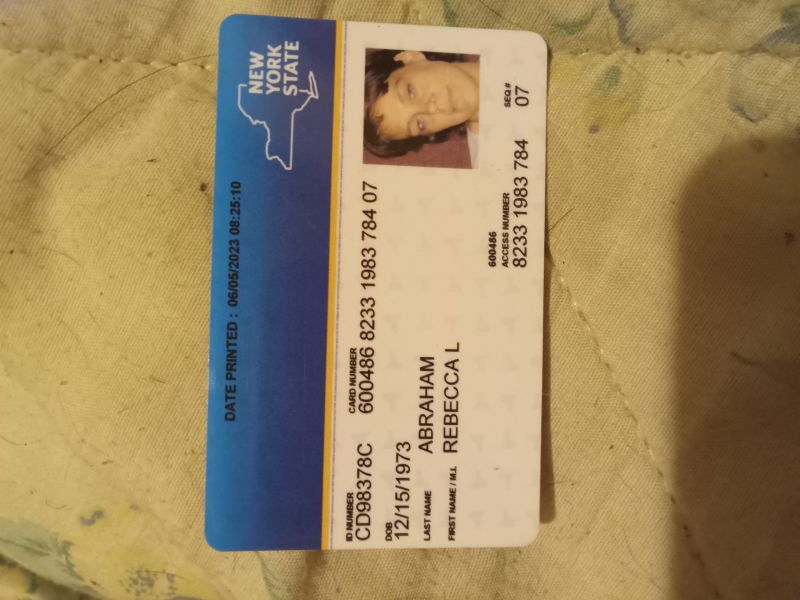 NEW
YORK
STATE
DATE PRINTED : 06/05/2023 08:25:10
ID NUMBER CARD NUMBER
CD98378C 600486 8233 1983 784 07
DOB
12/15/1973
LAST NAME ABRAHAM
FIRST NAME / M.I. REBECCA L
600486
ACCESS NUMBER SEQ #
8233 1983 784 07